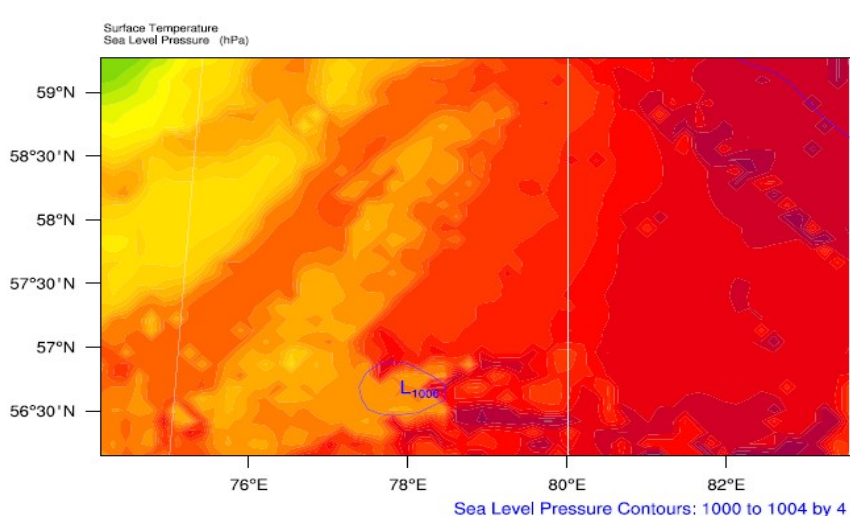 Surface Temperature
Sea Level Pressure (hPa)
59°N
58°30'N
58°N
57°30'N
57°N
56°30'N
L1000
76°E
78°E
80°E
82°E
Sea Level Pressure Contours: 1000 to 1004 by 4